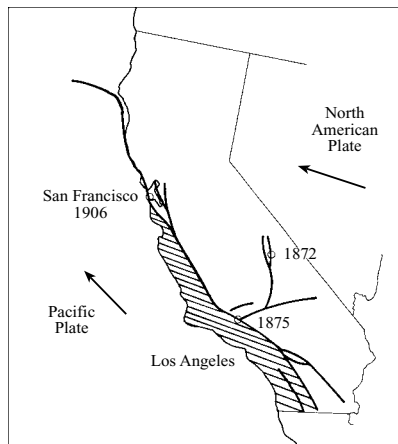 North
American
Plate
San Francisco
1906
1872
Pacific
Plate
1875
Los Angeles